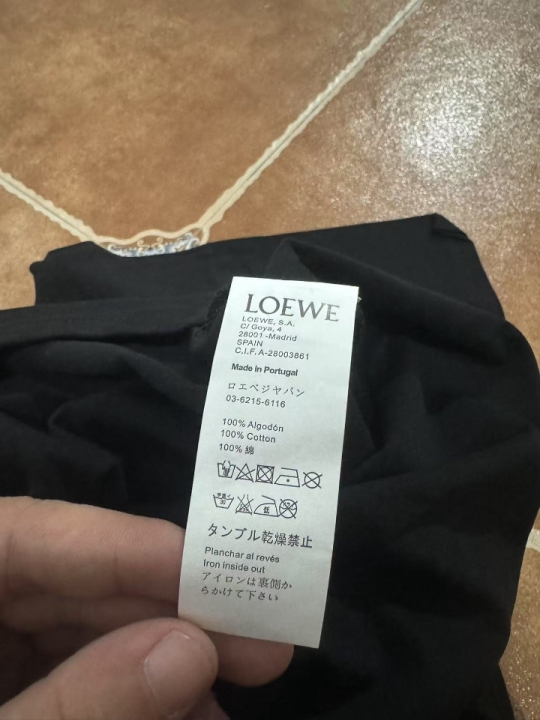 LOEWE
LOEWE, S.A.
C/ Goya, 4
28001 -Madrid
SPAIN
C.I.F. A-28003861
Made in Portugal
ロエベジャパン
03-6215-6116
100% Algodón
100% Cotton
100% 綿
タンブル乾燥禁止
Planchar al revés
Iron inside out
アイロンは裏側か
らかけて下さい